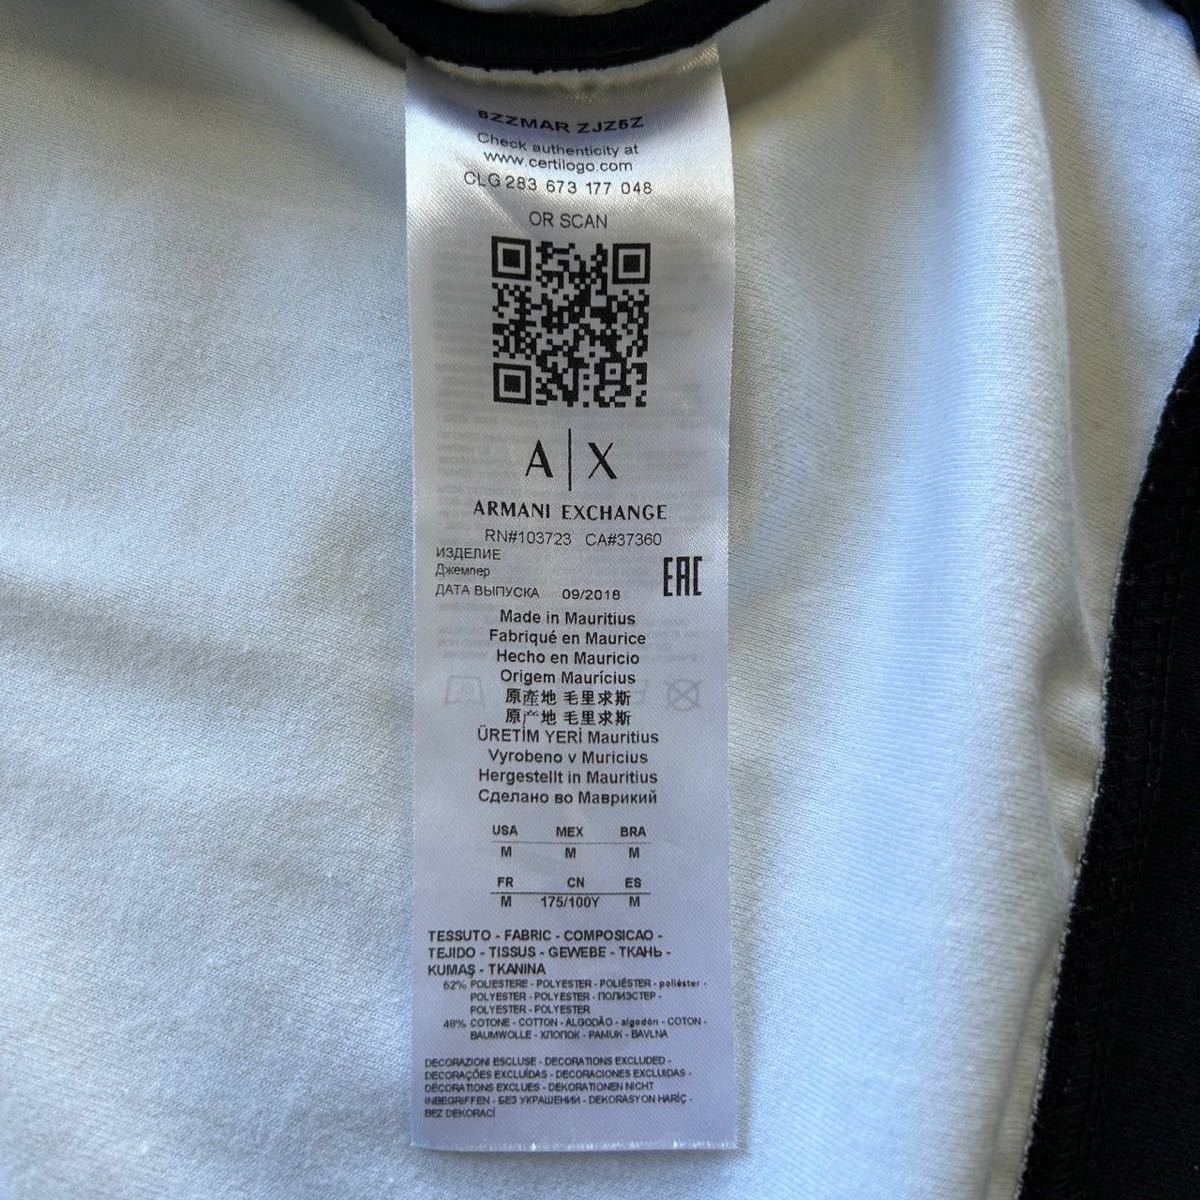 6ZZMAR ZJZ6Z
Check authenticity at
www.certilogo.com
CLG 283 673 177 048
OR SCAN
A|X
ARMANI EXCHANGE
RN#103723 CA#37360
ИЗДЕЛИЕ
Джемпер
EAC
ДАТА ВЫПУСКА 09/2018
Made in Mauritius
Fabriqué en Maurice
Hecho en Mauricio
Origem Maurícius
原產地 毛里求斯
原产地 毛里求斯
ÜRETİM YERİ Mauritius
Vyrobeno v Muricius
Hergestellt in Mauritius
Сделано во Маврикий
USA MEX BRA
M M M
FR CN ES
M 175/100Y M
TESSUTO - FABRIC - COMPOSICAO -
TEJIDO - TISSUS - GEWEBE - ТКАНЬ -
KUMAŞ - TKANINA
52% POLIESTERE - POLYESTER - POLIÉSTER - poliéster -
POLYESTER - POLYESTER - ПОЛИЭСТЕР -
POLYESTER - POLYESTER
48% COTONE - COTTON - ALGODÃO - algodón - COTON -
BAUMWOLLE - ХЛОПОК - PAMUK - BAVLNA
DECORAZIONI ESCLUSE - DECORATIONS EXCLUDED -
DECORAÇÕES EXCLUÍDAS - DECORACIONES EXCLUIDAS -
DÉCORATIONS EXCLUES - DEKORATIONEN NICHT
INBEGRIFFEN - БЕЗ УКРАШЕНИИ - DEKORASYON HARİÇ -
BEZ DEKORACÍ